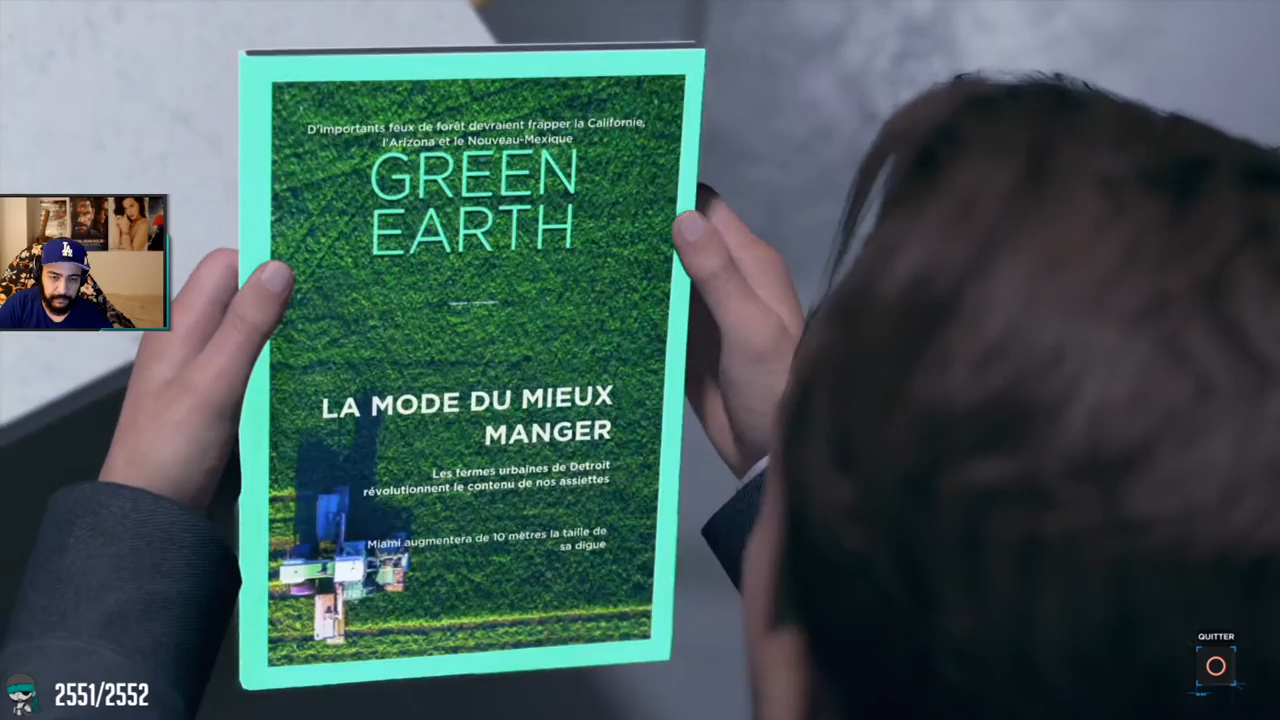 D'importants feux de forêt devraient frapper la Californie,
l'Arizona et le Nouveau-Mexique
GREEN
EARTH
LA MODE DU MIEUX
MANGER
Les fermes urbaines de Detroit
révolutionnent le contenu de nos assiettes
Miami augmentera de 10 mètres la taille de
sa digue
LA
QUITTER
2551/2552